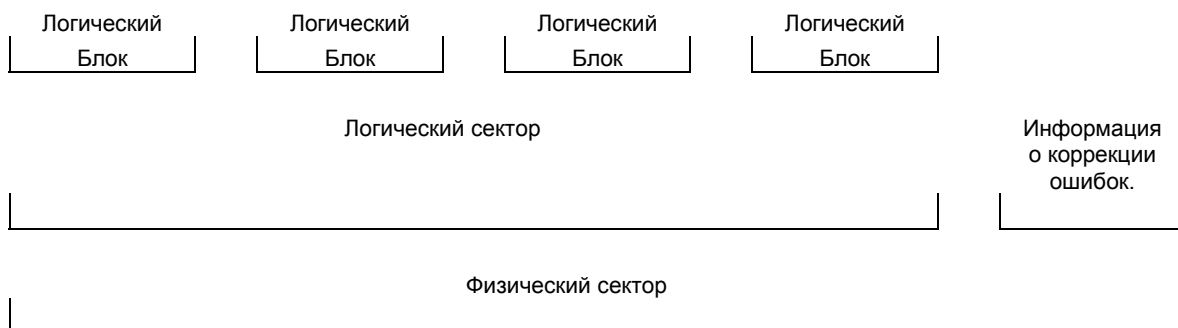 Логический Логический Логический Логический
Блок Блок Блок Блок
Логический сектор
Информация
о коррекции
ошибок.
Физический сектор